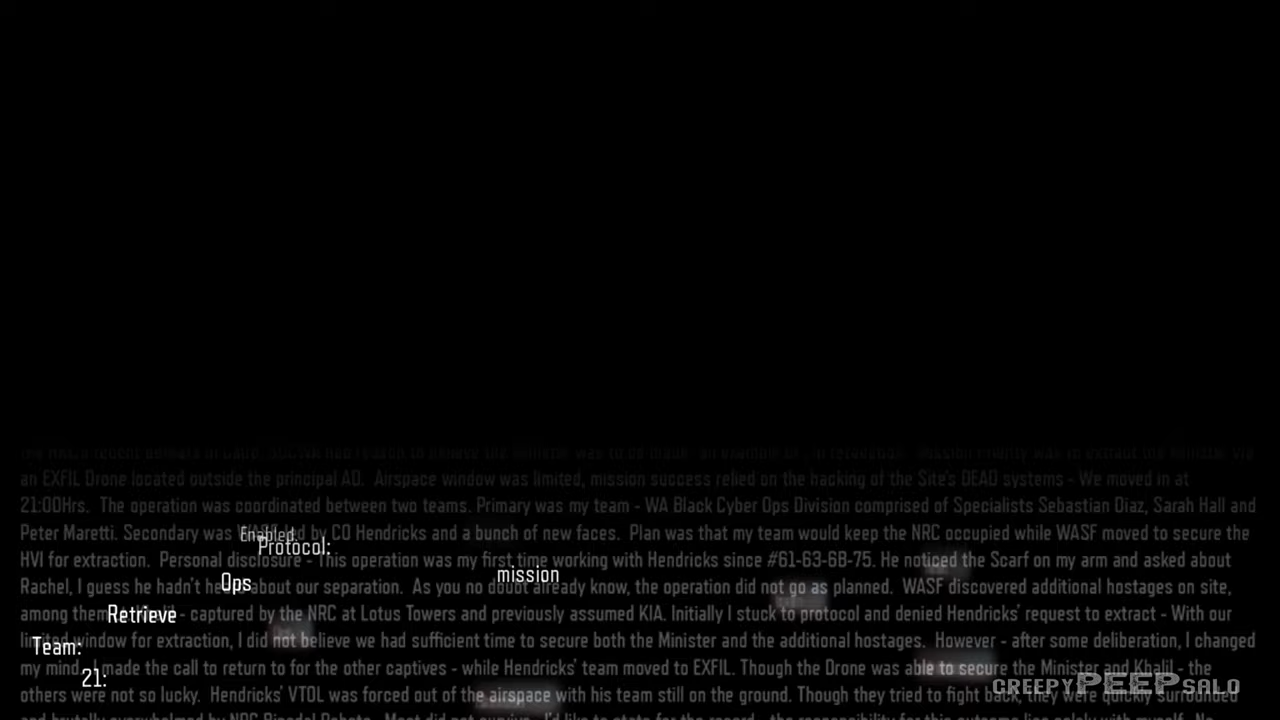 an EXFIL Drone located outside the principal AO. Airspace window was limited, mission success relied on the hacking of the Site's DEAD systems - We moved in at
21:00Hrs. The operation was coordinated between two teams. Primary was my team - WA Black Cyber Ops Division comprised of Specialists Sebastian Diaz, Sarah Hall and
Peter Maretti. Secondary was WASF led by CO Hendricks and a bunch of new faces. Plan was that my team would keep the NRC occupied while WASF moved to secure the
Enabled.
Protocol:
HVI for extraction. Personal disclosure - This operation was my first time working with Hendricks since #61-63-6B-75. He noticed the Scarf on my arm and asked about
mission
Ops
Rachel, I guess he hadn't about our separation. As you no doubt already know, the operation did not go as planned. WASF discovered additional hostages on site,
Retrieve
among them - captured by the NRC at Lotus Towers and previously assumed KIA. Initially I stuck to protocol and denied Hendricks' request to extract - With our
limited window for extraction, I did not believe we had sufficient time to secure both the Minister and the additional hostages. However - after some deliberation, I changed
Team:
my mind made the call to return to for the other captives - while Hendricks' team moved to EXFIL. Though the Drone was able to secure the Minister and Khalil - the
21:
others were not so lucky. Hendricks' VTOL was forced out of the airspace with his team still on the ground. Though they tried to fight back, they were quickly surrounded
CREEPYPEEPSALO